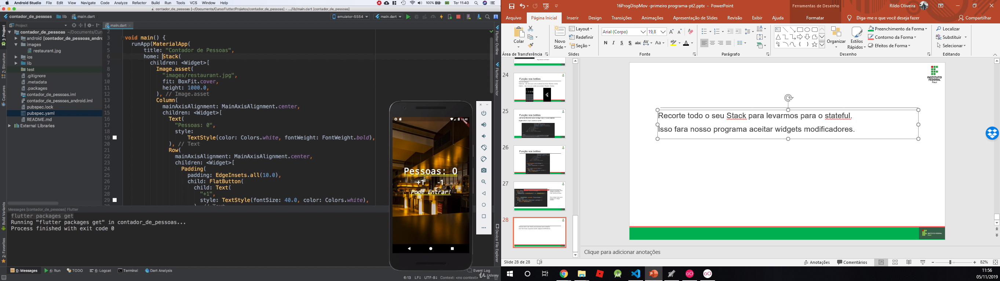 Android Studio File Edit View Navigate Code Analyze Refactor Build Run Tools VCS Window Help
100% Ter 11:40
contador_de_pessoas [~/Documents/CursoFlutter/Projetos/contador_de_pessoas] - .../lib/main.dart [contador_de_pessoas]
contador_de_pessoas lib main.dart
emulator-5554 main.dart
Project
main.dart
1: Project
Z: Structure
Captures
Build Variants
2: Favorites
contador_de_pessoas ~/Documents/Cur
android [contador_de_pessoas_andro
images
restaurant.jpg
ios
lib
test
.gitignore
.metadata
.packages
contador_de_pessoas.iml
contador_de_pessoas_android.iml
pubspec.lock
pubspec.yaml
README.md
External Libraries
2
3 void main() {
4 runApp(MaterialApp(
5 title: "Contador de Pessoas",
6 home: Stack(
7 children: <Widget>[
8 Image.asset(
9 "images/restaurant.jpg",
10 fit: BoxFit.cover,
11 height: 1000.0,
12 ), // Image.asset
13 Column(
14 mainAxisAlignment: MainAxisAlignment.center,
15 children: <Widget>[
16 Text(
17 "Pessoas: 0",
18 style:
19 TextStyle(color: Colors.white, fontWeight: FontWeight.bold),
20 ), // Text
21 Row(
22 mainAxisAlignment: MainAxisAlignment.center,
23 children: <Widget>[
24 Padding(
25 padding: EdgeInsets.all(10.0),
26 child: FlatButton(
27 child: Text(
28 "+1",
29 style: TextStyle(fontSize: 40.0, color: Colors.white),
Flutter Outline
Flutter Inspector
Device File Explorer
Pessoas: 0
+1 -1
Pode Entrar!
Messages [contador_de_pessoas] Flutter
flutter packages get
Running "flutter packages get" in contador_de_pessoas...
Process finished with exit code 0
0: Messages 4: Run TODO 6: Logcat Terminal Dart Analysis Event Log
6:13 LF UTF-8 Context: <no context>
Udemy
16ProgDispMov -primeiro programa-pt2.pptx - PowerPoint
Ferramentas de Desenho
Rildo Oliveira
Arquivo Página Inicial Inserir Design Transições Animações Apresentação de Slides Revisão Exibir Ajuda Formatar Diga-me o que você deseja fazer Compartilhar
Colar
Área de Transferência
Novo Slide
Layout
Redefinir
Seção
Slides
Arial (Corpo) 19,8
N I S S abc AV Aa
Fonte
Parágrafo
Organizar
Estilos Rápidos
Preenchimento da Forma
Contorno da Forma
Efeitos de Forma
Desenho
Localizar
Substituir
Selecionar
Editando
24
Função nos botões
25
Função nos botões
26
Função nos botões
27
28
INSTITUTO FEDERAL
Piauí
Recorte todo o seu Stack para levarmos para o stateful.
Isso fara nosso programa aceitar widgets modificadores.
INSTITUTO FEDERAL
Piauí
Clique para adicionar anotações
Slide 28 de 28
Anotações Comentários 82%
11:56
05/11/2019